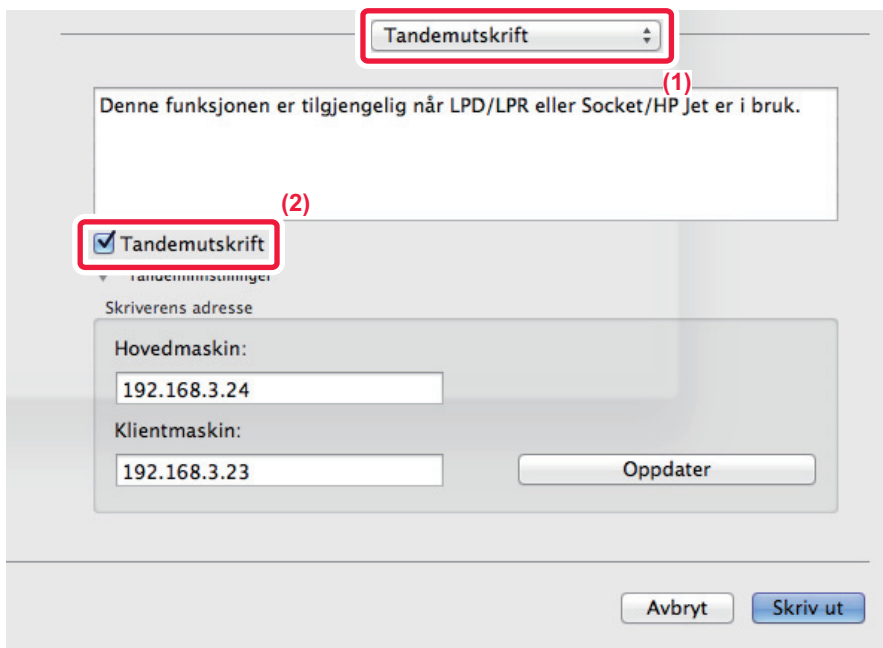 Tandemutskrift
(1)
Denne funksjonen er tilgjengelig når LPD/LPR eller Socket/HP Jet er i bruk.
(2)
Tandemutskrift
Tandeminnstillinger
Skriverens adresse
Hovedmaskin:
192.168.3.24
Klientmaskin:
192.168.3.23
Oppdater
Avbryt
Skriv ut